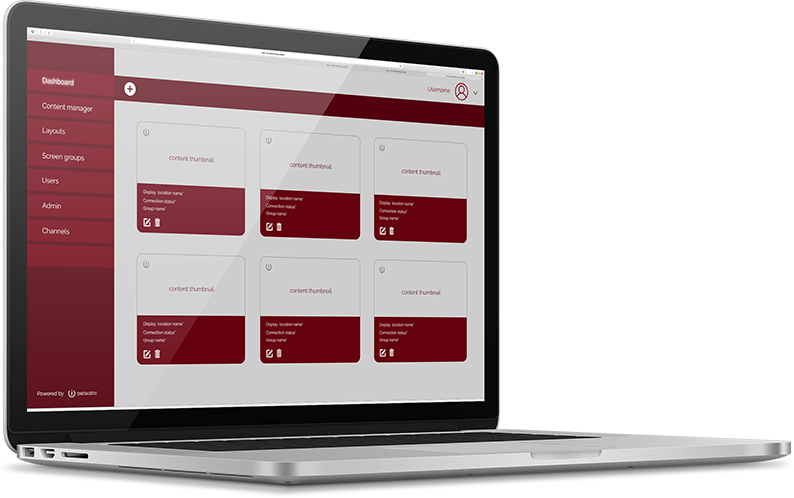 Username
Dashboard
Content manager
Layouts
Screen groups
Users
Admin
Channels
content thumbnail
Display 'location name'
Connection status'
Group name'
content thumbnail
Display 'location name'
Connection status'
Group name'
content thumbnail
Display 'location name'
Connection status'
Group name'
content thumbnail
Display 'location name'
Connection status'
Group name'
content thumbnail
Display 'location name'
Connection status'
Group name'
content thumbnail
Display 'location name'
Connection status'
Group name'
Powered by